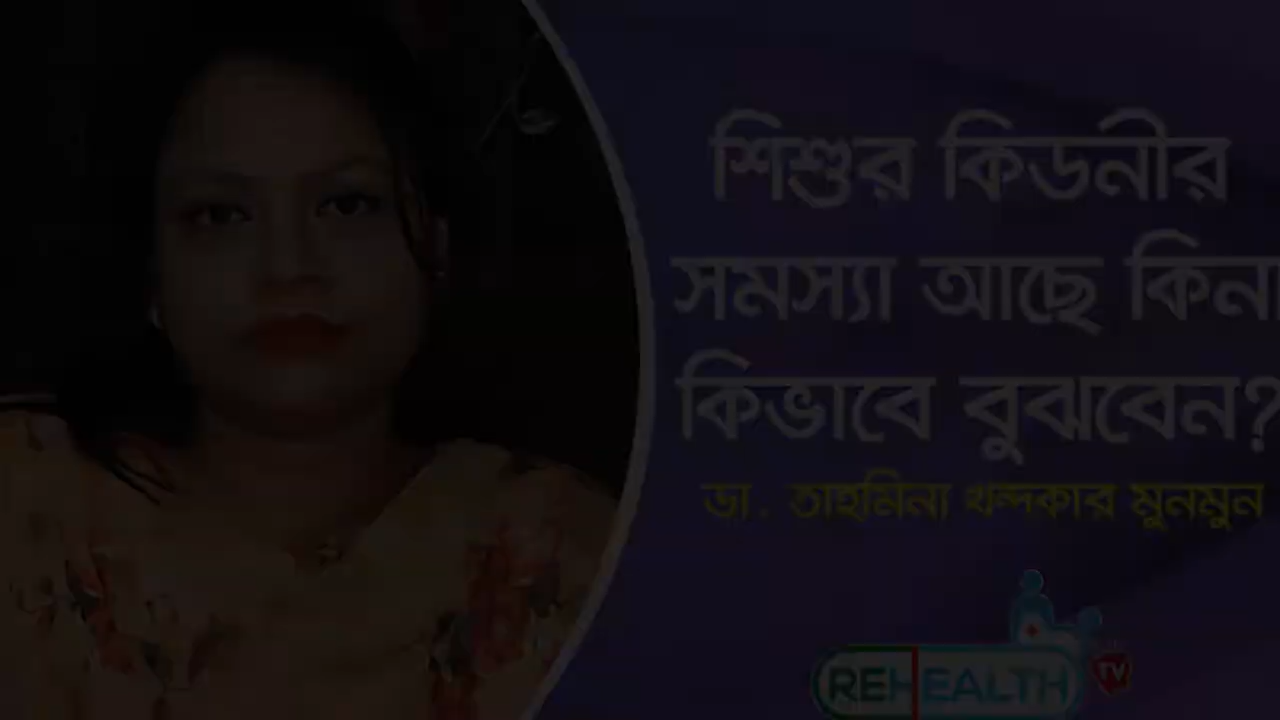 শিশুর কিডনীর
সমস্যা আছে কিনা
কিভাবে বুঝবেন?
ডা. তাহমিনা খন্দকার মুনমুন
REHEALTH TV